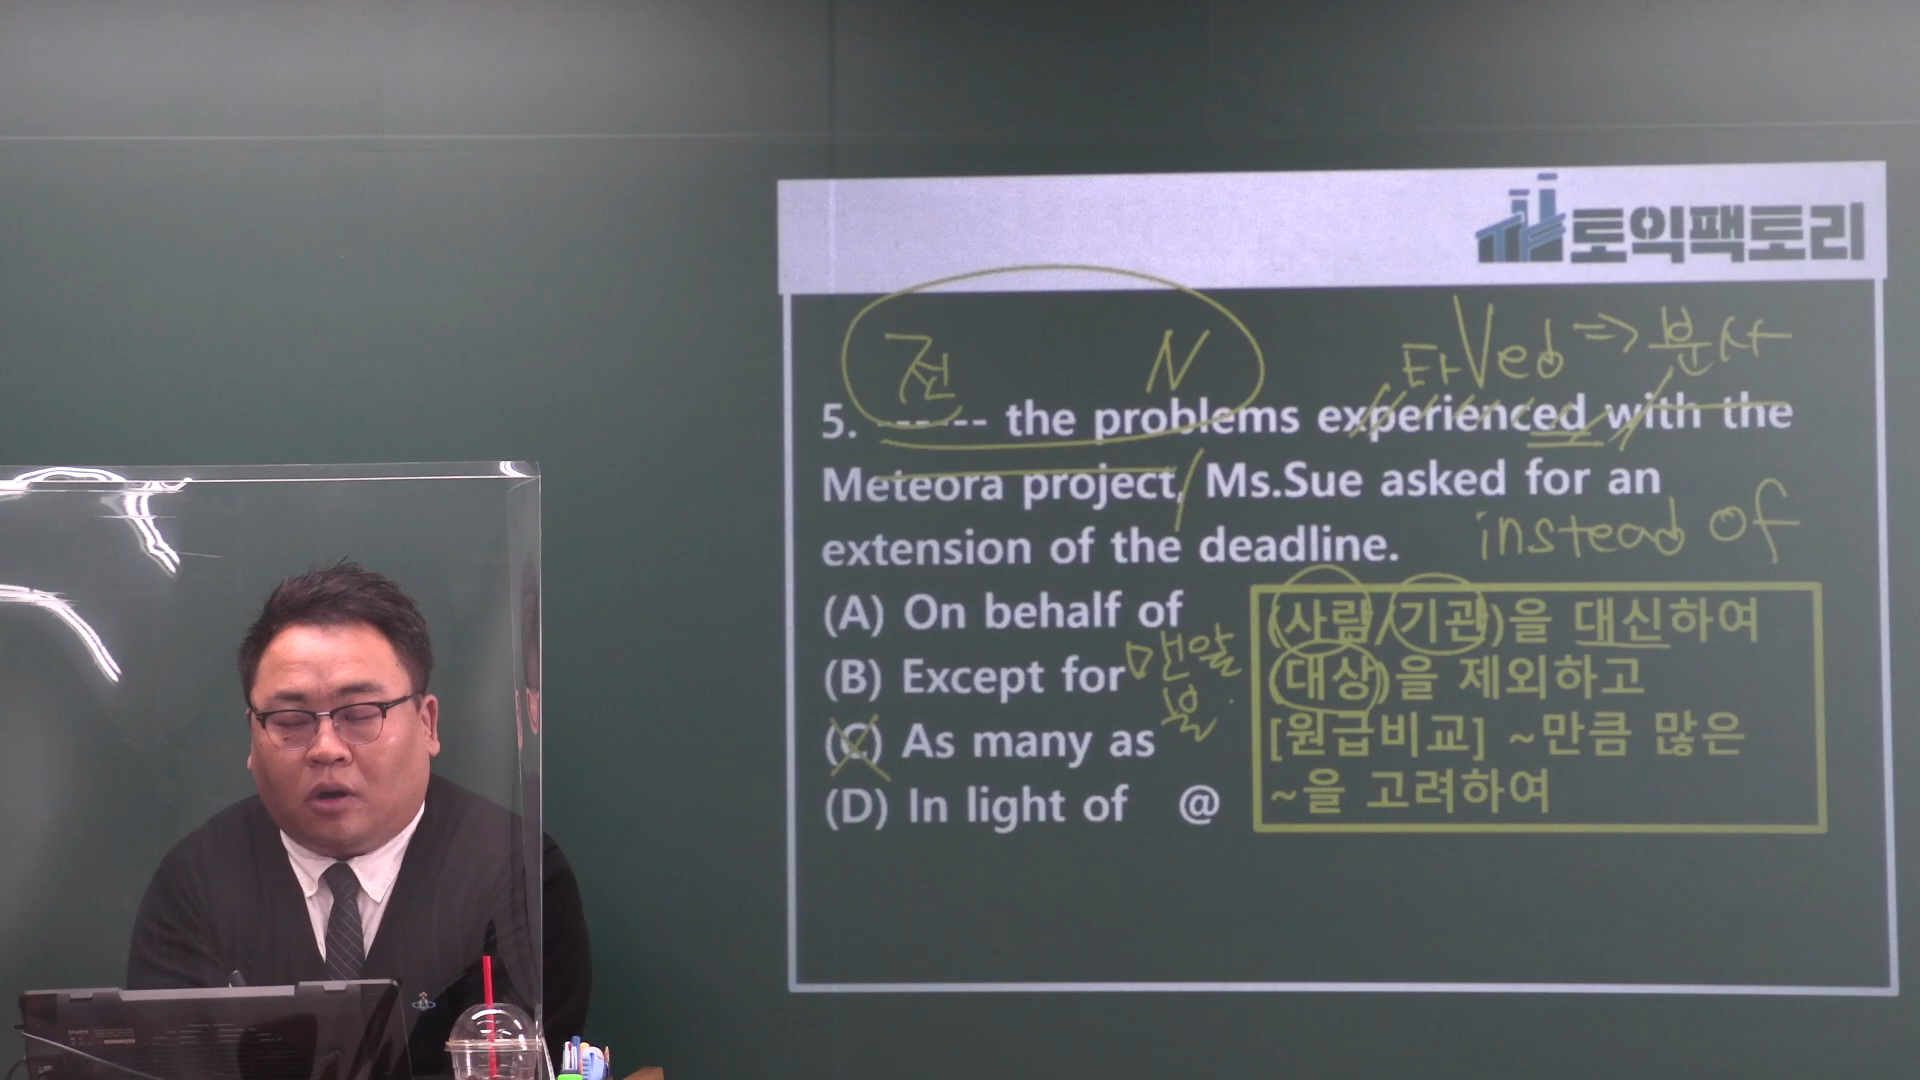 토익팩토리
전 N 타Ved => 분사
5. ------ the problems experienced with the
Meteora project, Ms.Sue asked for an
extension of the deadline.
instead of
(A) On behalf of
(사람/기관)을 대신하여
(B) Except for
맨앞
불
(대상)을 제외하고
(C) As many as
[원급비교] ~만큼 많은
(D) In light of @
~을 고려하여